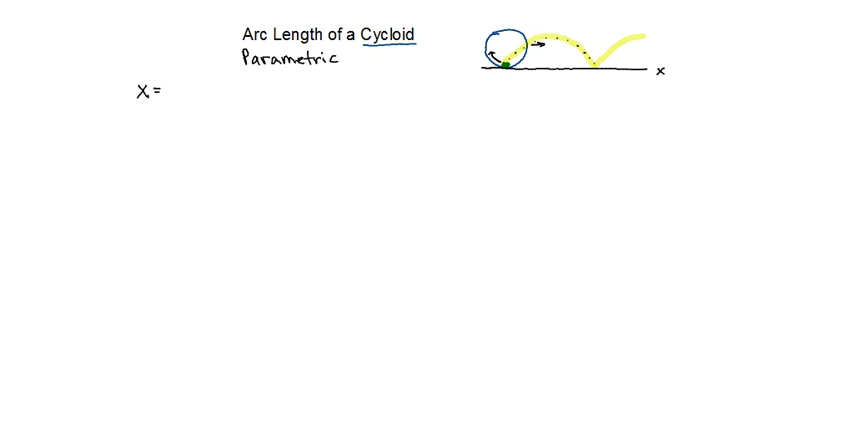 Arc Length of a Cycloid
Parametric
x
X =